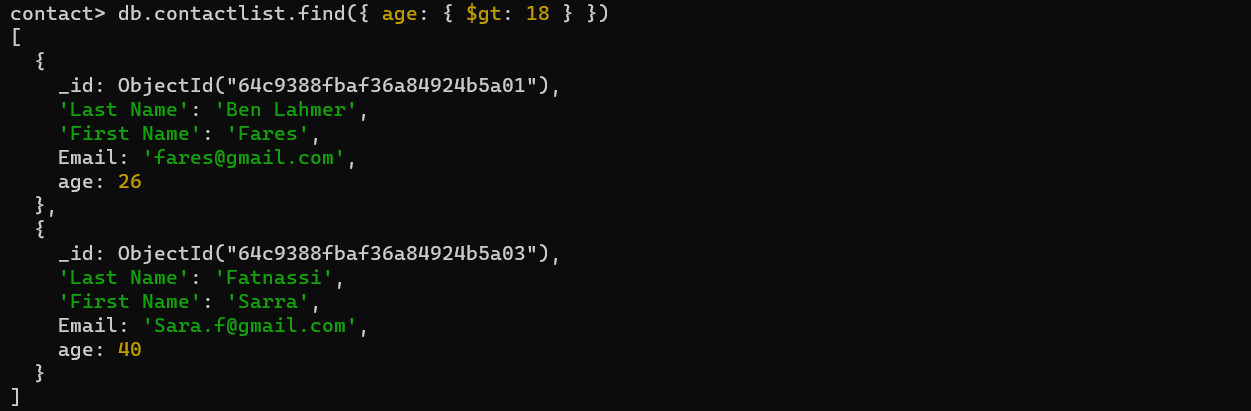 contact> db.contactlist.find({ age: { $gt: 18 } })
[
  {
    _id: ObjectId("64c9388fbaf36a84924b5a01"),
    'Last Name': 'Ben Lahmer',
    'First Name': 'Fares',
    Email: 'fares@gmail.com',
    age: 26
  },
  {
    _id: ObjectId("64c9388fbaf36a84924b5a03"),
    'Last Name': 'Fatnassi',
    'First Name': 'Sarra',
    Email: 'Sara.f@gmail.com',
    age: 40
  }
]